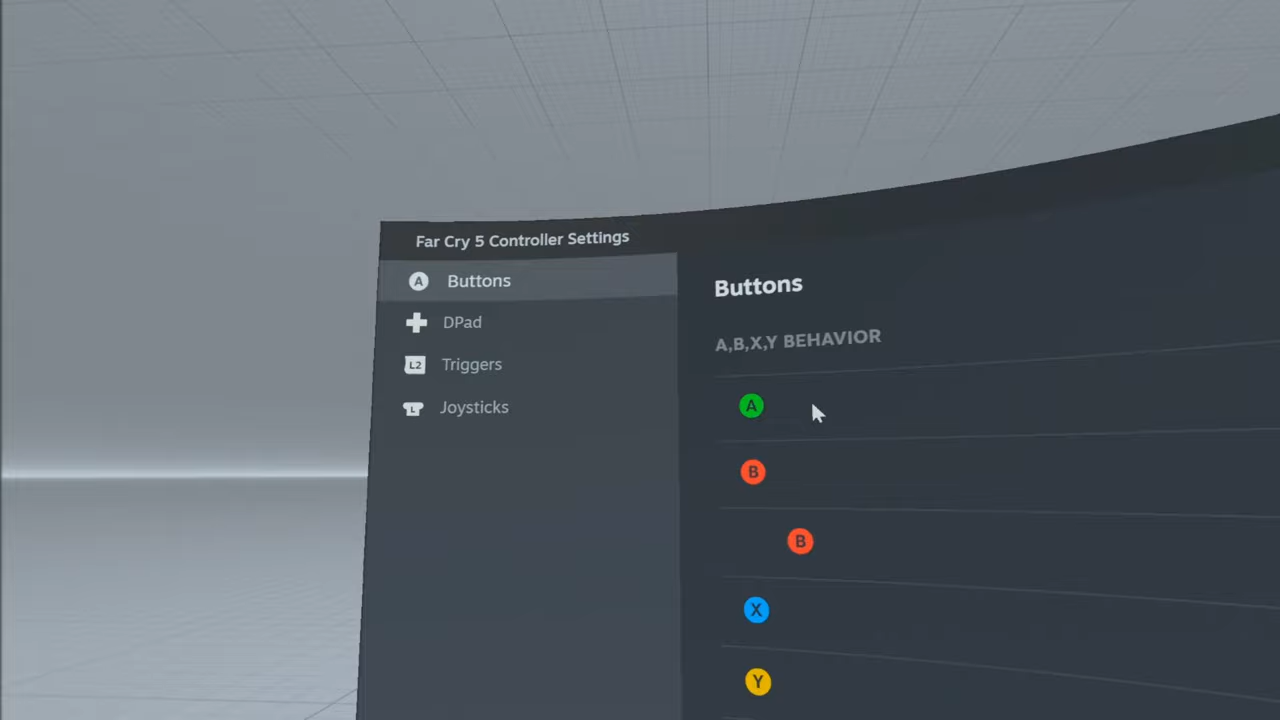 Far Cry 5 Controller Settings
A Buttons
DPad
L2 Triggers
L Joysticks
Buttons
A,B,X,Y BEHAVIOR
A
B
B
X
Y